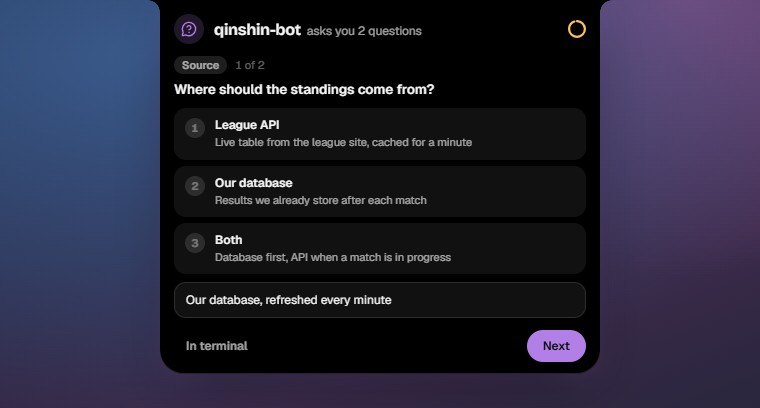 qinshin-bot asks you 2 questions
Source 1 of 2
Where should the standings come from?
1 League API
Live table from the league site, cached for a minute
2 Our database
Results we already store after each match
3 Both
Database first, API when a match is in progress
Our database, refreshed every minute
In terminal Next